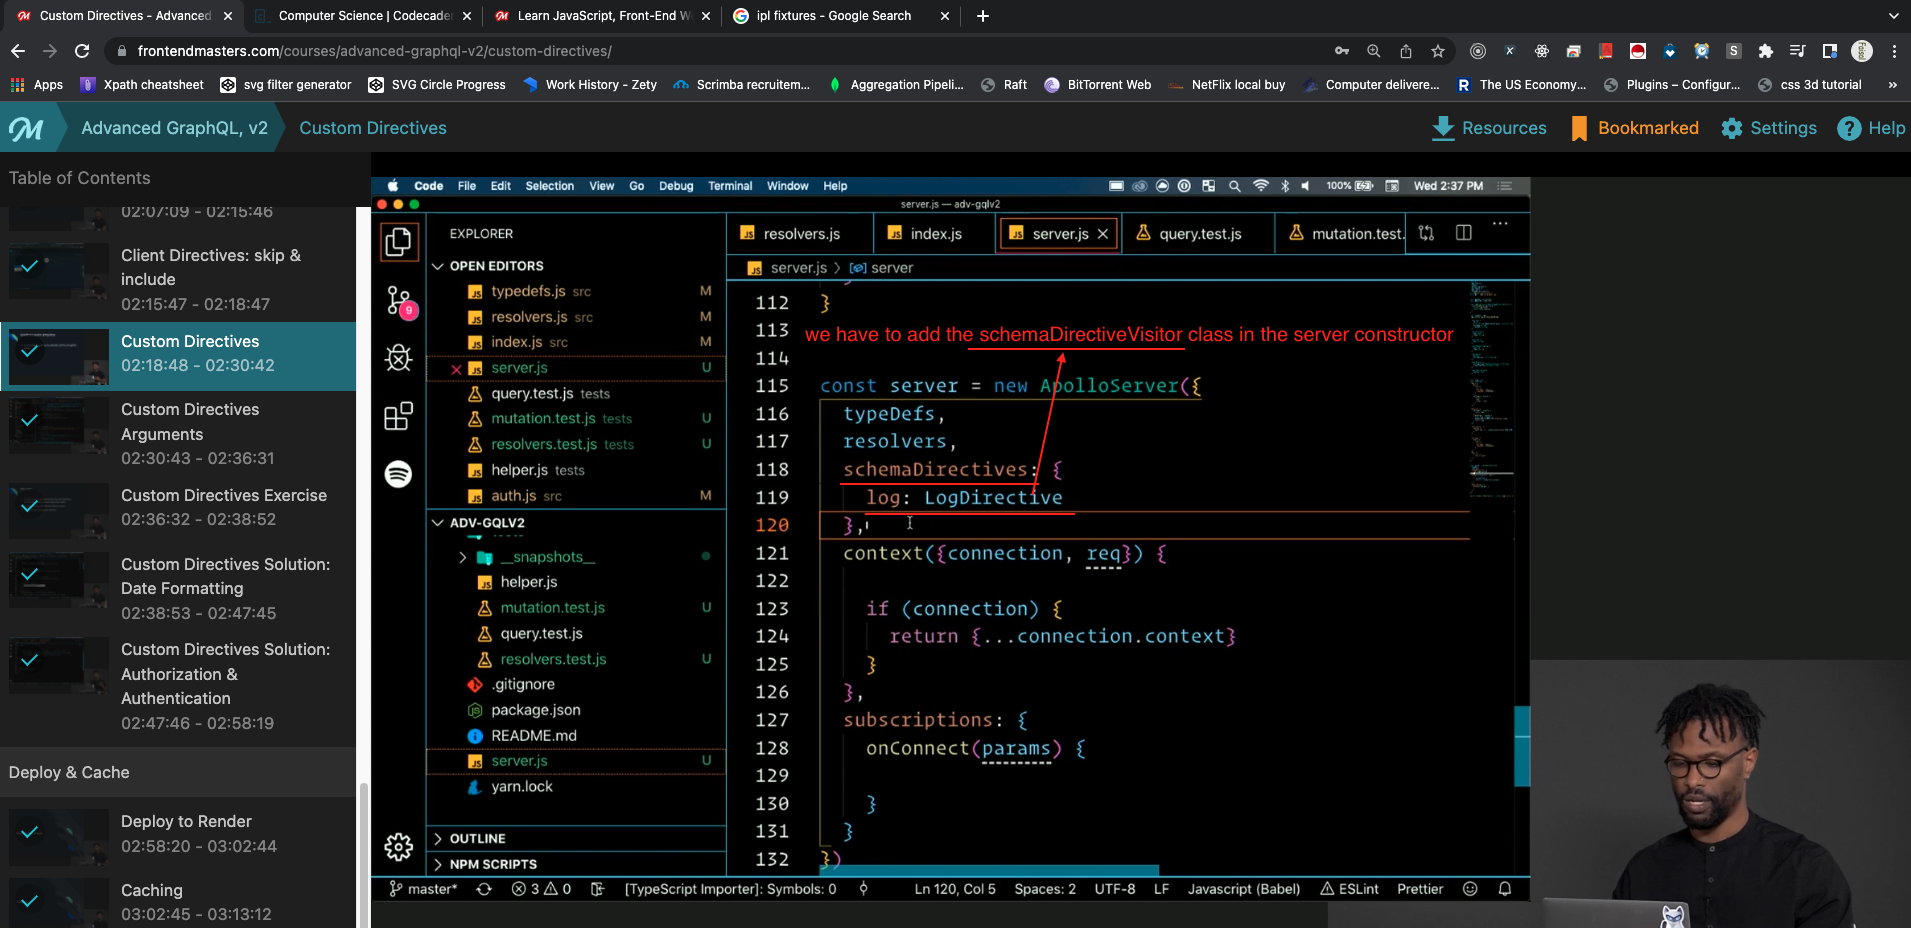 Custom Directives - Advanced
Computer Science | Codecader
Learn JavaScript, Front-End W
ipl fixtures - Google Search
frontendmasters.com/courses/advanced-graphql-v2/custom-directives/
Apps
Xpath cheatsheet
svg filter generator
SVG Circle Progress
Work History - Zety
Scrimba recruitem...
Aggregation Pipeli...
Raft
BitTorrent Web
NetFlix local buy
Computer delivere...
The US Economy...
Plugins – Configur...
css 3d tutorial
»
Advanced GraphQL, v2
Custom Directives
Resources
Bookmarked
Settings
Help
Table of Contents
02:07:09 - 02:15:46
Client Directives: skip &
include
02:15:47 - 02:18:47
Custom Directives
02:18:48 - 02:30:42
Custom Directives
Arguments
02:30:43 - 02:36:31
Custom Directives Exercise
02:36:32 - 02:38:52
Custom Directives Solution:
Date Formatting
02:38:53 - 02:47:45
Custom Directives Solution:
Authorization &
Authentication
02:47:46 - 02:58:19
Deploy & Cache
Deploy to Render
02:58:20 - 03:02:44
Caching
03:02:45 - 03:13:12
Code File Edit Selection View Go Debug Terminal Window Help
100% Wed 2:37 PM
server.js — adv-gqlv2
EXPLORER
OPEN EDITORS
typedefs.js src M
resolvers.js src M
index.js src M
server.js U
query.test.js tests
mutation.test.js tests U
resolvers.test.js tests U
helper.js tests
auth.js src M
ADV-GQLV2
__snapshots__
helper.js
mutation.test.js U
query.test.js
resolvers.test.js U
.gitignore
package.json
README.md
server.js U
yarn.lock
OUTLINE
NPM SCRIPTS
9
resolvers.js
index.js
server.js
query.test.js
mutation.test.
server.js > server
112 }
113
we have to add the schemaDirectiveVisitor class in the server constructor
114
115 const server = new ApolloServer({
116 typeDefs,
117 resolvers,
118 schemaDirectives: {
119 log: LogDirective
120 },
121 context({connection, req}) {
122
123 if (connection) {
124 return {...connection.context}
125 }
126 },
127 subscriptions: {
128 onConnect(params) {
129
130 }
131 }
132 })
master* 3 0 [TypeScript Importer]: Symbols: 0 Ln 120, Col 5 Spaces: 2 UTF-8 LF Javascript (Babel) ESLint Prettier